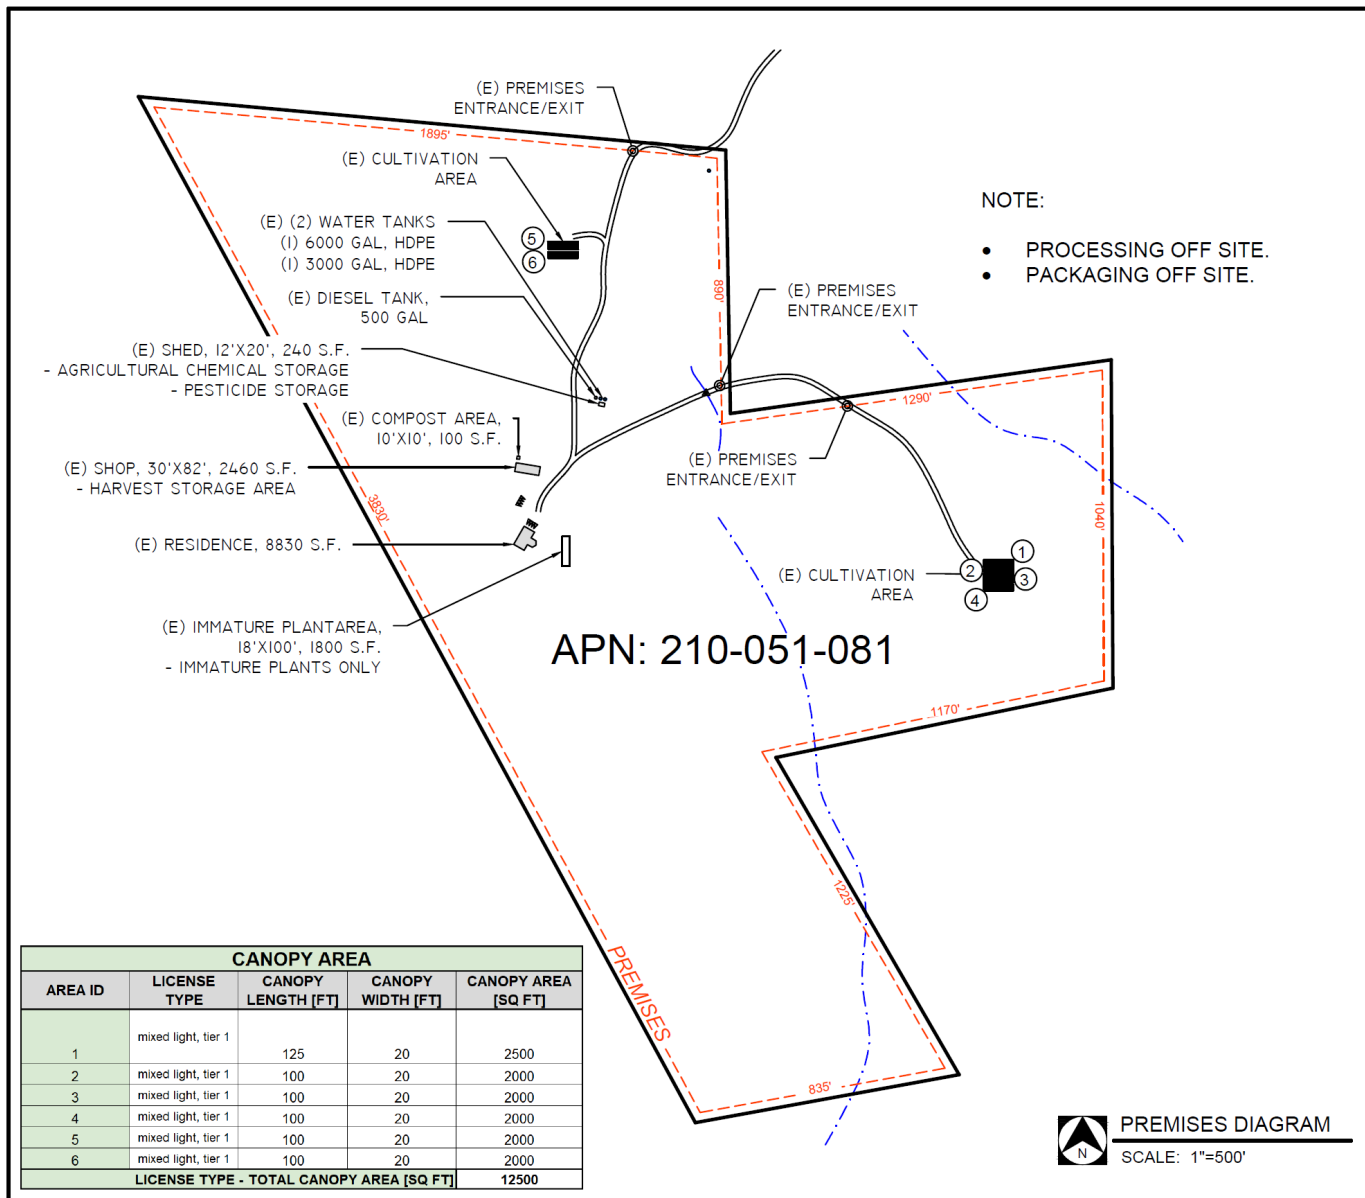 (E) PREMISES
ENTRANCE/EXIT
1895'
(E) CULTIVATION
AREA
(E) (2) WATER TANKS
(1) 6000 GAL, HDPE
(1) 3000 GAL, HDPE
5
6
(E) DIESEL TANK,
500 GAL
(E) SHED, 12'X20', 240 S.F.
- AGRICULTURAL CHEMICAL STORAGE
- PESTICIDE STORAGE
(E) COMPOST AREA,
10'X10', 100 S.F.
(E) SHOP, 30'X82', 2460 S.F.
- HARVEST STORAGE AREA
3830'
(E) RESIDENCE, 8830 S.F.
(E) IMMATURE PLANTAREA,
18'X100', 1800 S.F.
- IMMATURE PLANTS ONLY
NOTE:
• PROCESSING OFF SITE.
• PACKAGING OFF SITE.
890'
(E) PREMISES
ENTRANCE/EXIT
1290'
(E) PREMISES
ENTRANCE/EXIT
1040'
(E) CULTIVATION
AREA
1
2
3
4
APN: 210-051-081
1170'
1225'
PREMISES
835'
CANOPY AREA
AREA ID LICENSE TYPE CANOPY LENGTH [FT] CANOPY WIDTH [FT] CANOPY AREA [SQ FT]
1 mixed light, tier 1 125 20 2500
2 mixed light, tier 1 100 20 2000
3 mixed light, tier 1 100 20 2000
4 mixed light, tier 1 100 20 2000
5 mixed light, tier 1 100 20 2000
6 mixed light, tier 1 100 20 2000
LICENSE TYPE - TOTAL CANOPY AREA [SQ FT] 12500
N
PREMISES DIAGRAM
SCALE: 1"=500'